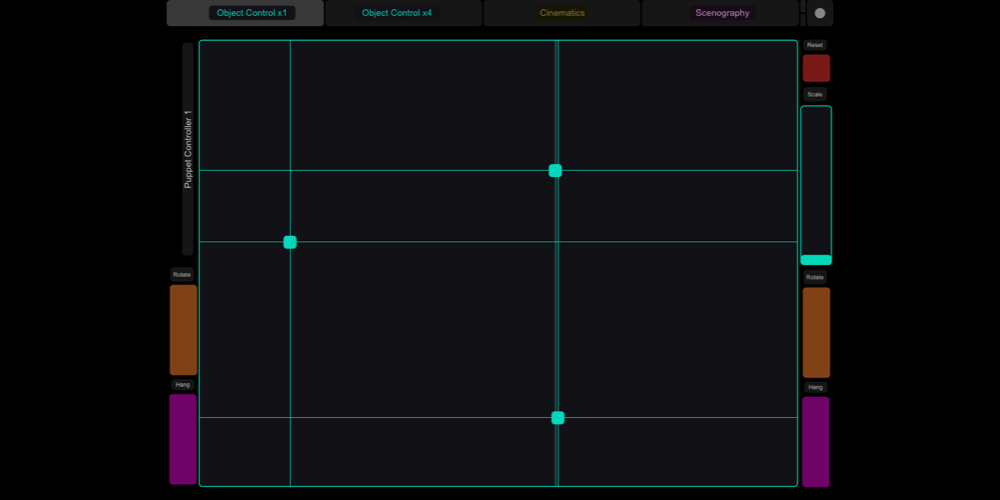 Object Control x1
Object Control x4
Cinematics
Scenography
Puppet Controller 1
Reset
Scale
Rotate
Rotate
Hang
Hang